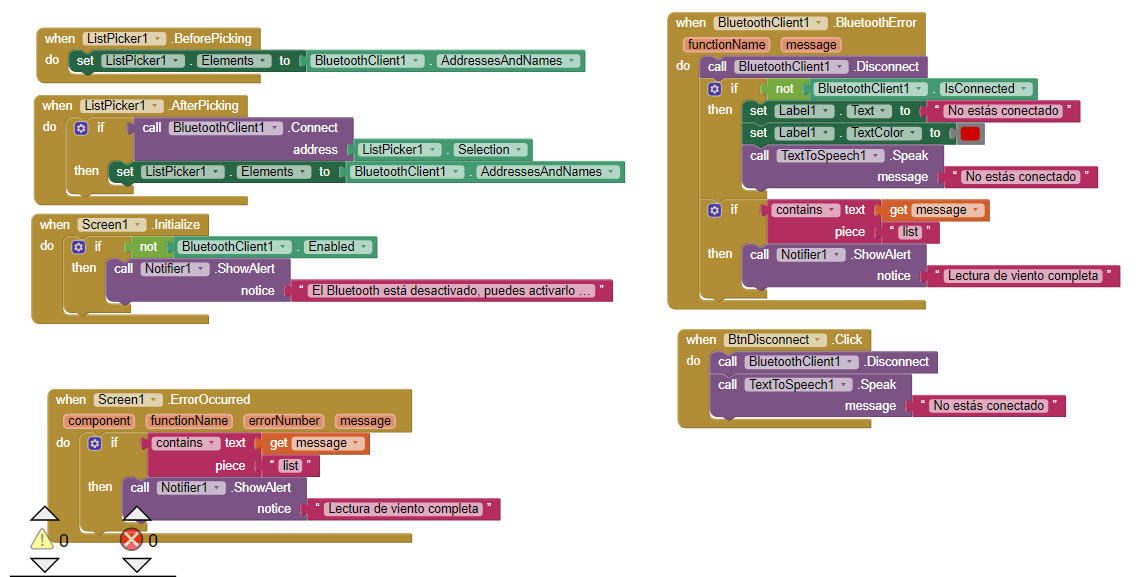 when ListPicker1 .BeforePicking
do set ListPicker1 . Elements to BluetoothClient1 . AddressesAndNames
when ListPicker1 .AfterPicking
do if call BluetoothClient1 .Connect
address ListPicker1 . Selection
then set ListPicker1 . Elements to BluetoothClient1 . AddressesAndNames
when Screen1 .Initialize
do if not BluetoothClient1 . Enabled
then call Notifier1 .ShowAlert
notice “ El Bluetooth está desactivado, puedes activarlo ... ”
when Screen1 .ErrorOccurred
component functionName errorNumber message
do if contains text get message
piece “ list ”
then call Notifier1 .ShowAlert
notice “ Lectura de viento completa ”
0 0
when BluetoothClient1 .BluetoothError
functionName message
do call BluetoothClient1 .Disconnect
if not BluetoothClient1 . IsConnected
then set Label1 . Text to “ No estás conectado ”
set Label1 . TextColor to
call TextToSpeech1 .Speak
message “ No estás conectado ”
if contains text get message
piece “ list ”
then call Notifier1 .ShowAlert
notice “ Lectura de viento completa ”
when BtnDisconnect .Click
do call BluetoothClient1 .Disconnect
call TextToSpeech1 .Speak
message “ No estás conectado ”